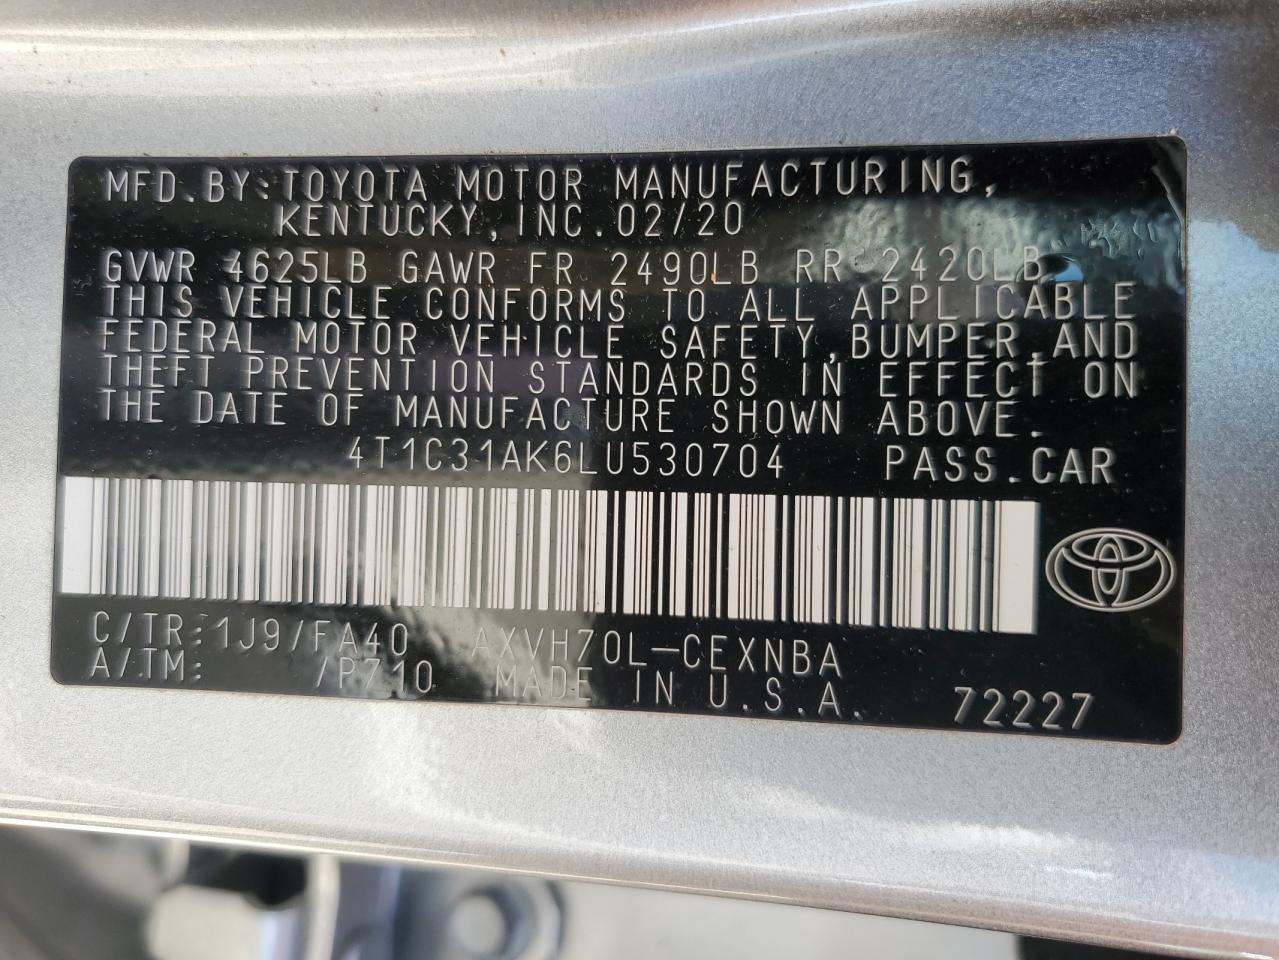 MFD.BY:TOYOTA MOTOR MANUFACTURING,
KENTUCKY,INC.02/20
GVWR 4625LB GAWR FR 2490LB RR 2420LB
THIS VEHICLE CONFORMS TO ALL APPLICABLE
FEDERAL MOTOR VEHICLE SAFETY,BUMPER,AND
THEFT PREVENTION STANDARDS IN EFFECT ON
THE DATE OF MANUFACTURE SHOWN ABOVE.
4T1C31AK6LU530704 PASS.CAR
C/TR:1J9/FA40 AXVH70L-CEXNBA
A/TM: /P710 MADE IN U.S.A. 72227